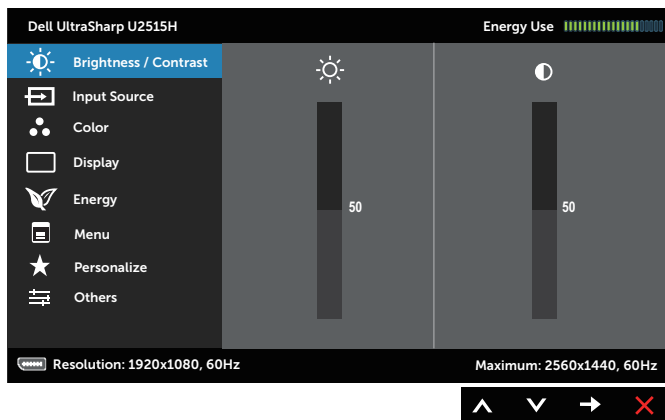 Dell UltraSharp U2515H
Energy Use
Brightness / Contrast
Input Source
Color
Display
Energy
Menu
Personalize
Others
50
50
Resolution: 1920x1080, 60Hz
Maximum: 2560x1440, 60Hz